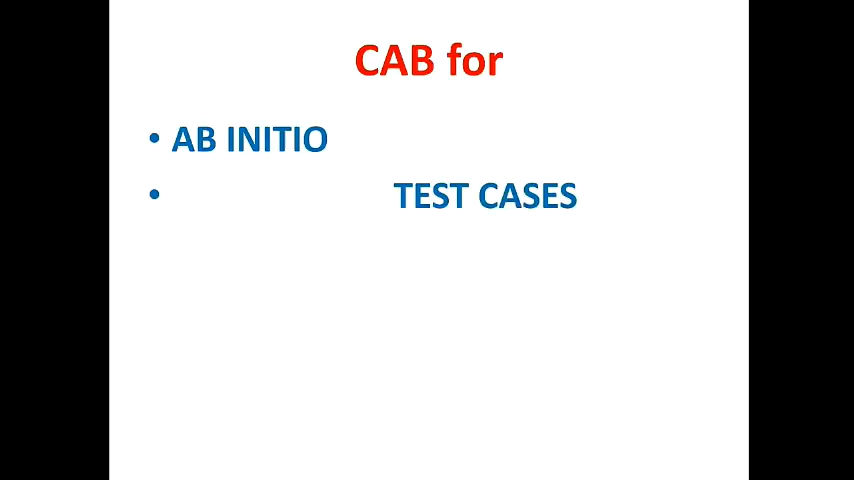 CAB for
• AB INITIO
• TEST CASES